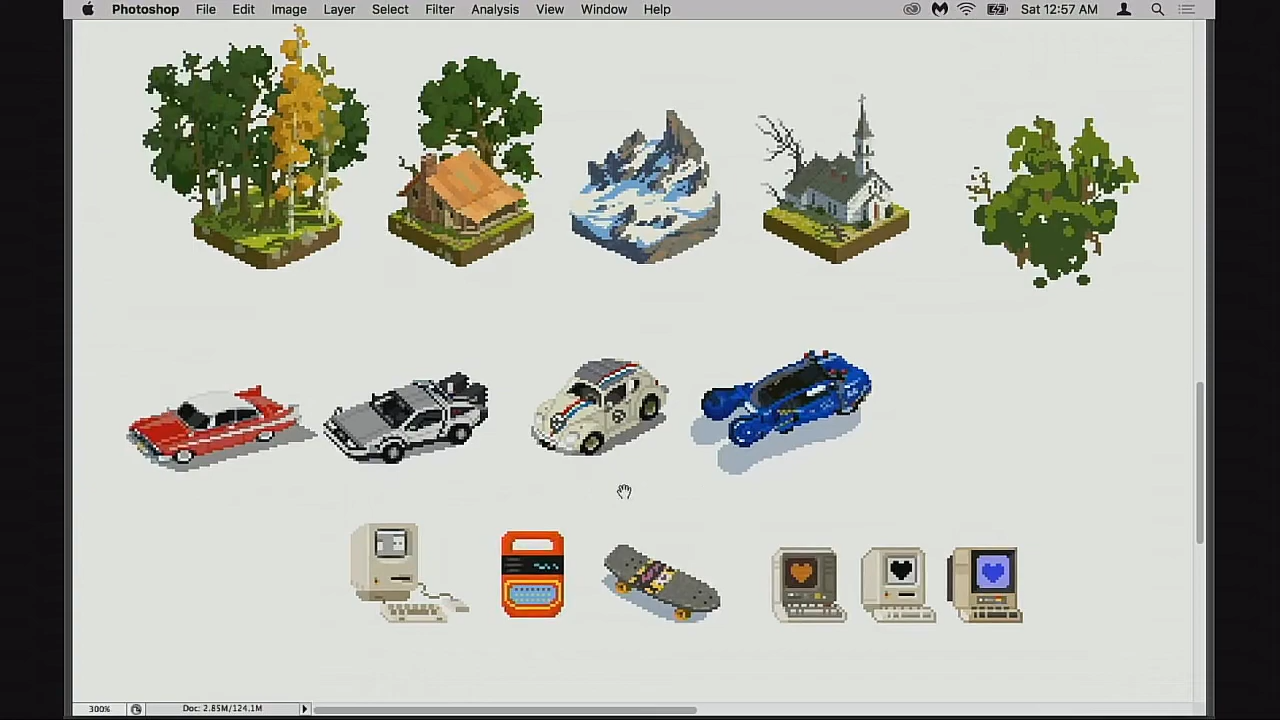 Photoshop File Edit Image Layer Select Filter Analysis View Window Help Sat 12:57 AM
300% Doc: 2.85M/124.1M